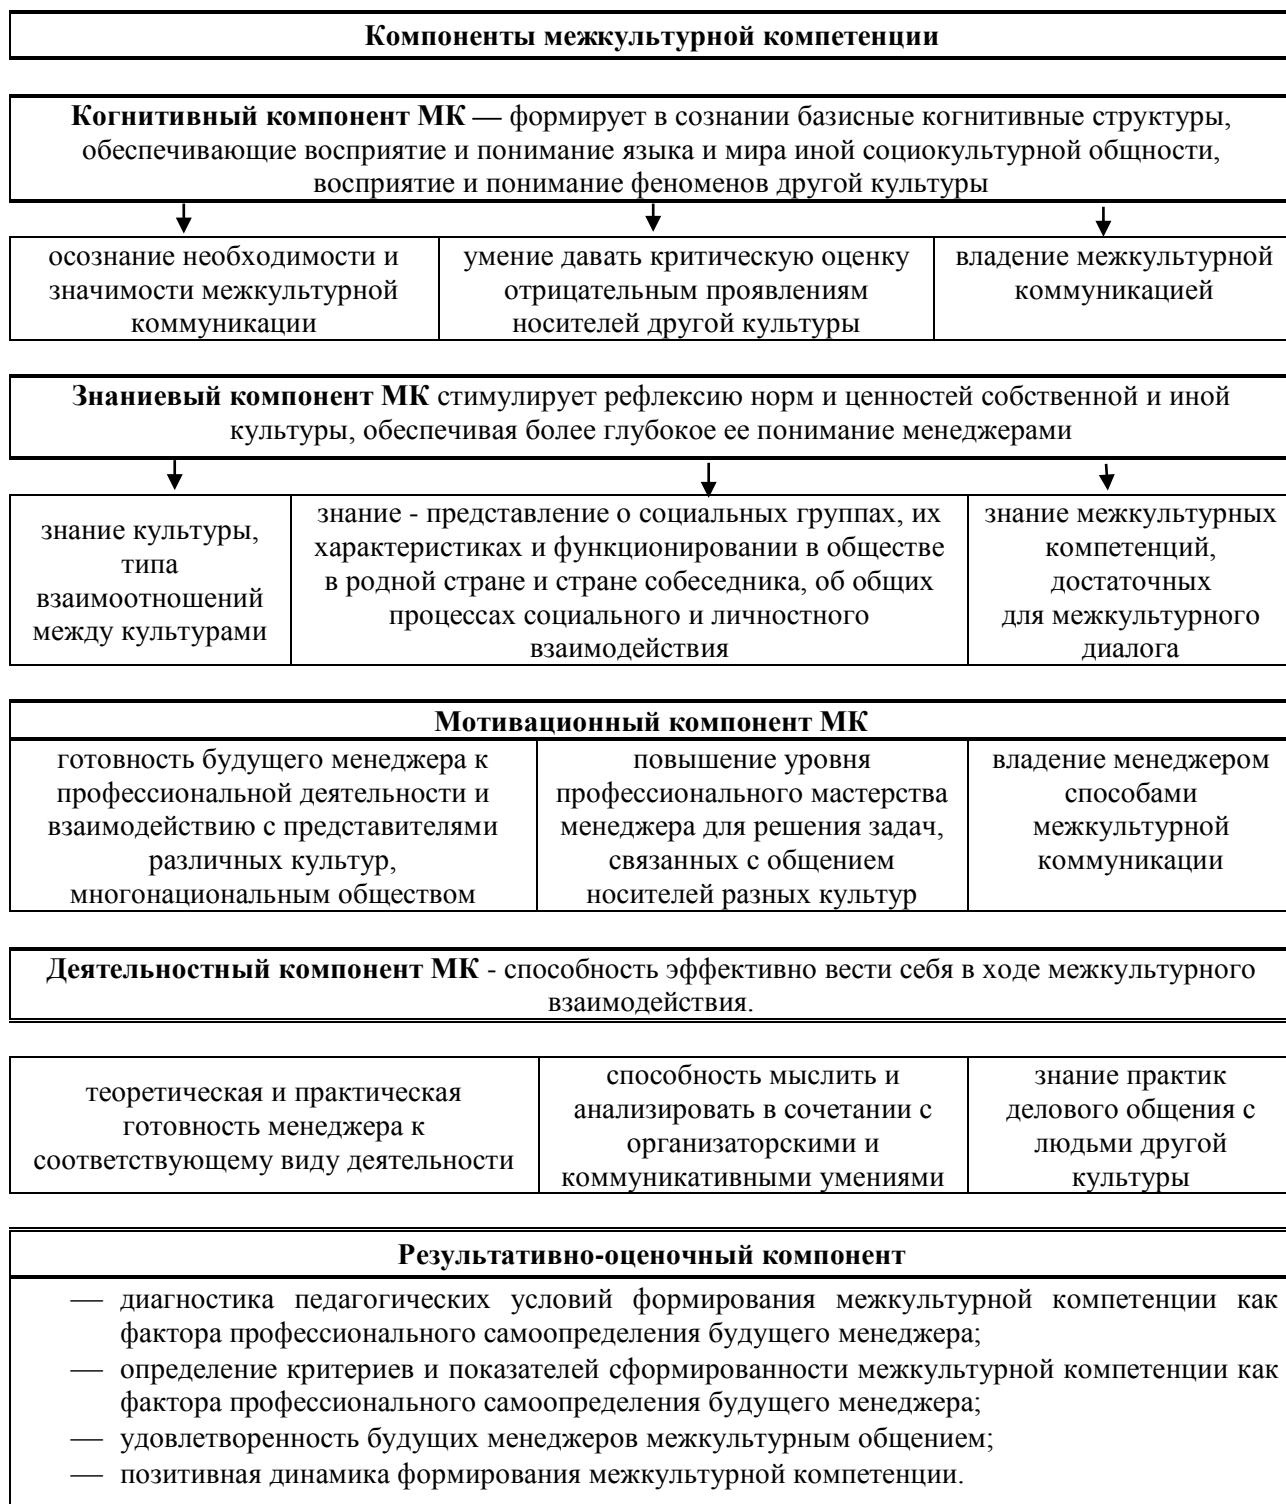 Компоненты межкультурной компетенции
Когнитивный компонент МК — формирует в сознании базисные когнитивные структуры,
обеспечивающие восприятие и понимание языка и мира иной социокультурной общности,
восприятие и понимание феноменов другой культуры
осознание необходимости и
значимости межкультурной
коммуникации
умение давать критическую оценку
отрицательным проявлениям
носителей другой культуры
владение межкультурной
коммуникацией
Знаниевый компонент МК стимулирует рефлексию норм и ценностей собственной и иной
культуры, обеспечивая более глубокое ее понимание менеджерами
знание культуры,
типа
взаимоотношений
между культурами
знание - представление о социальных группах, их
характеристиках и функционировании в обществе
в родной стране и стране собеседника, об общих
процессах социального и личностного
взаимодействия
знание межкультурных
компетенций,
достаточных
для межкультурного
диалога
Мотивационный компонент МК
готовность будущего менеджера к
профессиональной деятельности и
взаимодействию с представителями
различных культур,
многонациональным обществом
повышение уровня
профессионального мастерства
менеджера для решения задач,
связанных с общением
носителей разных культур
владение менеджером
способами
межкультурной
коммуникации
Деятельностный компонент МК - способность эффективно вести себя в ходе межкультурного
взаимодействия.
теоретическая и практическая
готовность менеджера к
соответствующему виду деятельности
способность мыслить и
анализировать в сочетании с
организаторскими и
коммуникативными умениями
знание практик
делового общения с
людьми другой
культуры
Результативно-оценочный компонент
— диагностика педагогических условий формирования межкультурной компетенции как
фактора профессионального самоопределения будущего менеджера;
— определение критериев и показателей сформированности межкультурной компетенции как
фактора профессионального самоопределения будущего менеджера;
— удовлетворенность будущих менеджеров межкультурным общением;
— позитивная динамика формирования межкультурной компетенции.